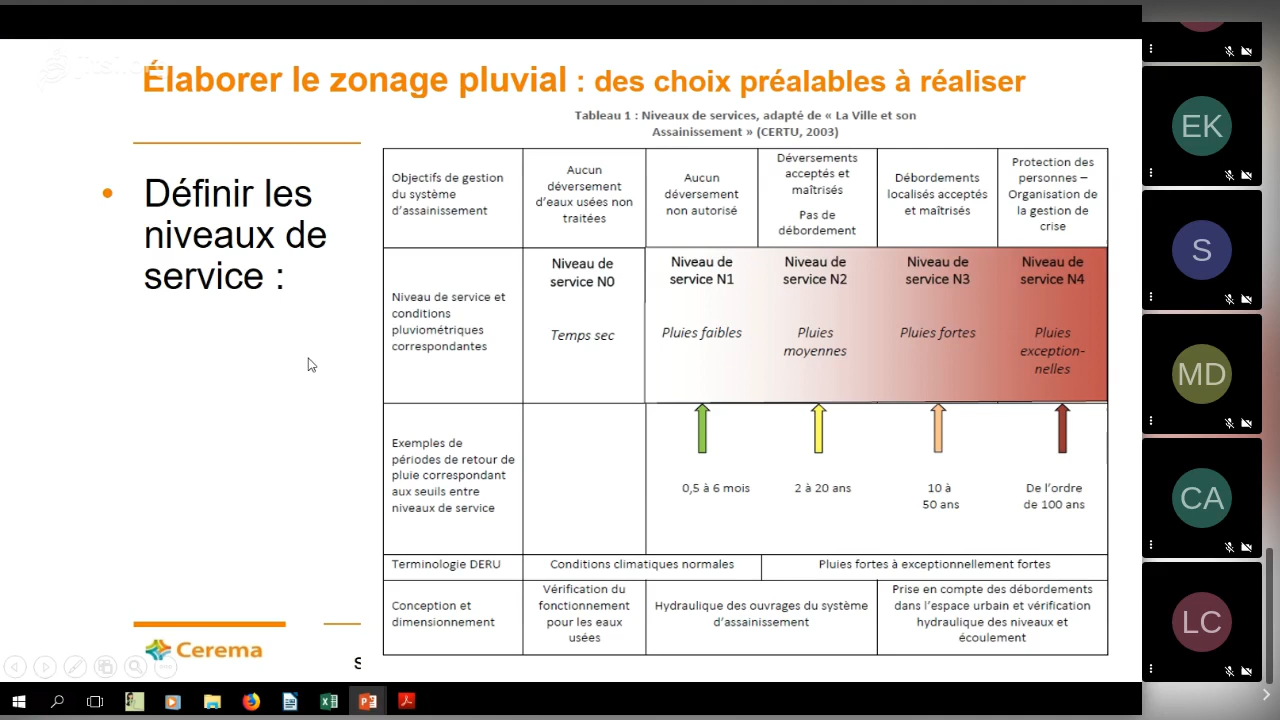 Élaborer le zonage pluvial : des choix préalables à réaliser
Tableau 1 : Niveaux de services, adapté de « La Ville et son
Assainissement » (CERTU, 2003)
• Définir les
niveaux de
service :
Objectifs de gestion
du système
d'assainissement
Aucun
déversement
d'eaux usées non
traitées
Aucun
déversement
non autorisé
Déversements
acceptés et
maîtrisés
Pas de
débordement
Débordements
localisés acceptés
et maîtrisés
Protection des
personnes –
Organisation de
la gestion de
crise
Niveau de service et
conditions
pluviométriques
correspondantes
Niveau de
service N0
Temps sec
Niveau de
service N1
Pluies faibles
Niveau de
service N2
Pluies
moyennes
Niveau de
service N3
Pluies fortes
Niveau de
service N4
Pluies
exception-
nelles
Exemples de
périodes de retour de
pluie correspondant
aux seuils entre
niveaux de service
0,5 à 6 mois
2 à 20 ans
10 à
50 ans
De l'ordre
de 100 ans
Terminologie DERU
Conditions climatiques normales
Pluies fortes à exceptionnellement fortes
Conception et
dimensionnement
Vérification du
fonctionnement
pour les eaux
usées
Hydraulique des ouvrages du système
d'assainissement
Prise en compte des débordements
dans l'espace urbain et vérification
hydraulique des niveaux et
écoulement
Cerema
s
EK
S
MD
CA
LC